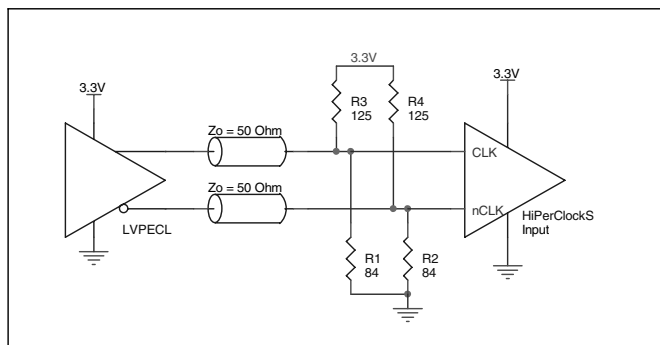 3.3V
3.3V
3.3V
R3
125
R4
125
Zo = 50 Ohm
CLK
Zo = 50 Ohm
nCLK
LVPECL
HiPerClockS
Input
R1
84
R2
84